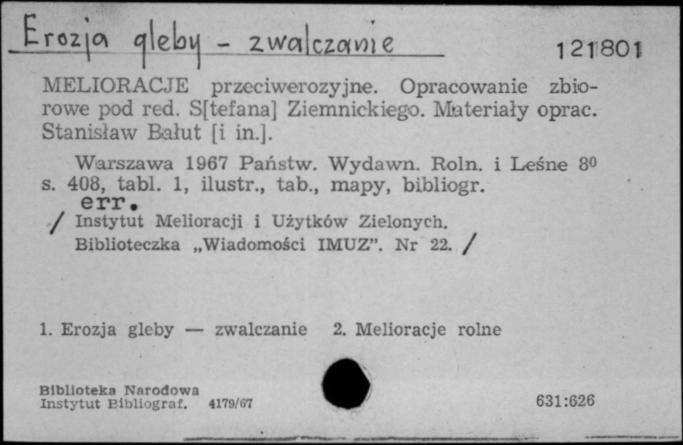 Erozja gleby - zwalczanie
121801
MELIORACJE przeciwerozyjne. Opracowanie zbio-
rowe pod red. S[tefana] Ziemnickiego. Materiały oprac.
Stanisław Bałut [i in.].
Warszawa 1967 Państw. Wydawn. Roln. i Leśne 8⁰
s. 408, tabl. 1, ilustr., tab., mapy, bibliogr.
err.
/ Instytut Melioracji i Użytków Zielonych.
Biblioteczka „Wiadomości IMUZ”. Nr 22. /
1. Erozja gleby — zwalczanie 2. Melioracje rolne
Biblioteka Narodowa
Instytut Bibliograf. 4179/67
631:626